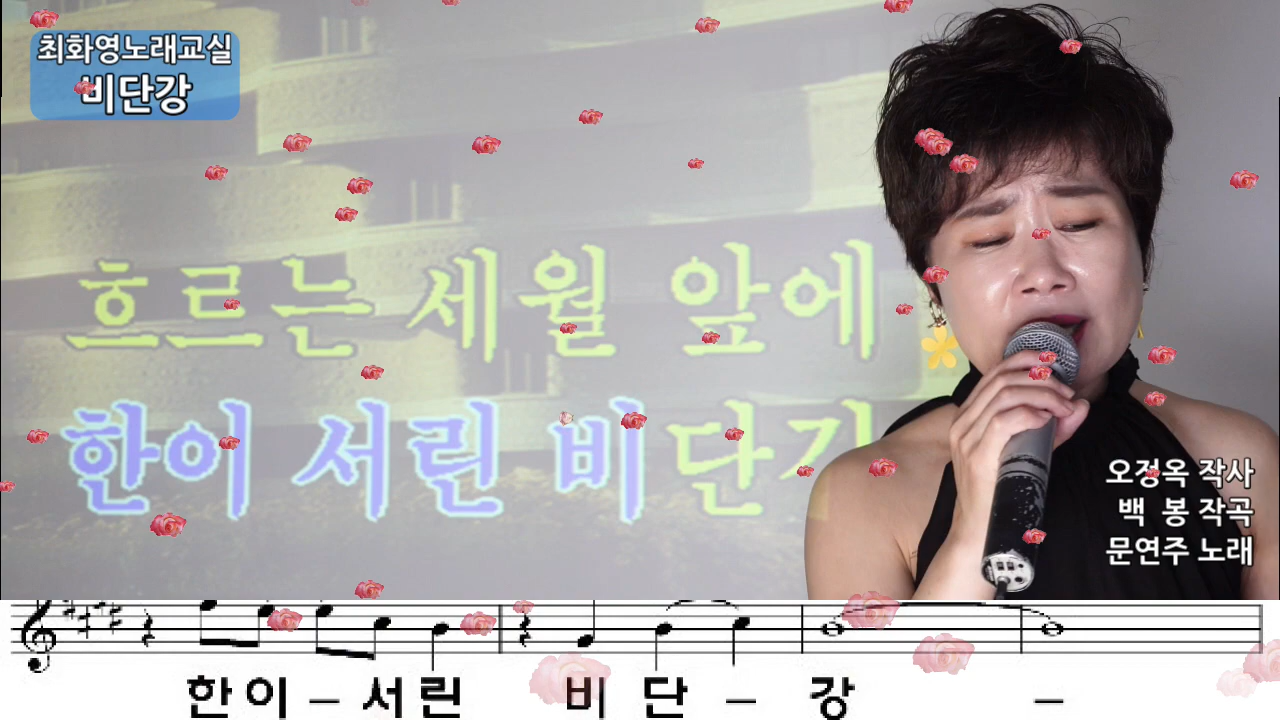 최화영노래교실
비단강
흐르는 세월 앞에
한이 서린 비단
오정옥 작사
백 봉 작곡
문연주 노래
한이 – 서린 비 단 – 강 –